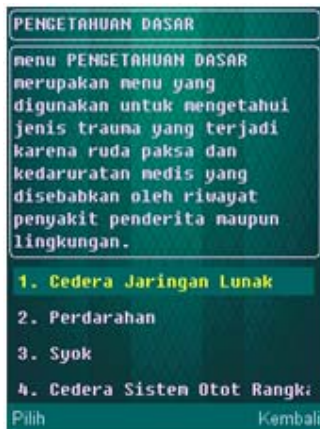 PENGETAHUAN DASAR
menu PENGETAHUAN DASAR
merupakan menu yang
digunakan untuk mengetahui
jenis trauma yang terjadi
karena ruda paksa dan
kedaruratan medis yang
disebabkan oleh riwayat
penyakit penderita maupun
lingkungan.
1. Cedera Jaringan Lunak
2. Perdarahan
3. Syok
4. Cedera Sistem Otot Rangka
Pilih
Kembali